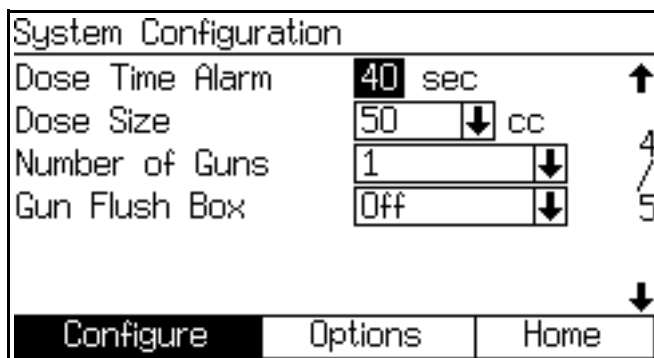 System Configuration
Dose Time Alarm 40 sec
Dose Size 50 cc
Number of Guns 1
Gun Flush Box Off
4/5
Configure Options Home